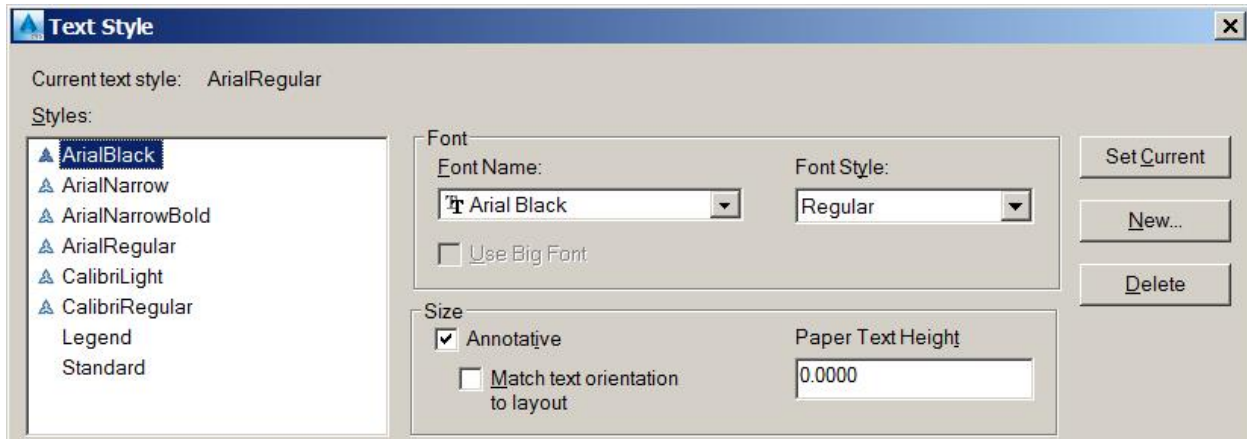 Text Style
Current text style: ArialRegular
Styles:
ArialBlack
ArialNarrow
ArialNarrowBold
ArialRegular
CalibriLight
CalibriRegular
Legend
Standard
Font
Font Name:
Arial Black
Use Big Font
Font Style:
Regular
Size
Annotative
Match text orientation
to layout
Paper Text Height
0.0000
Set Current
New...
Delete